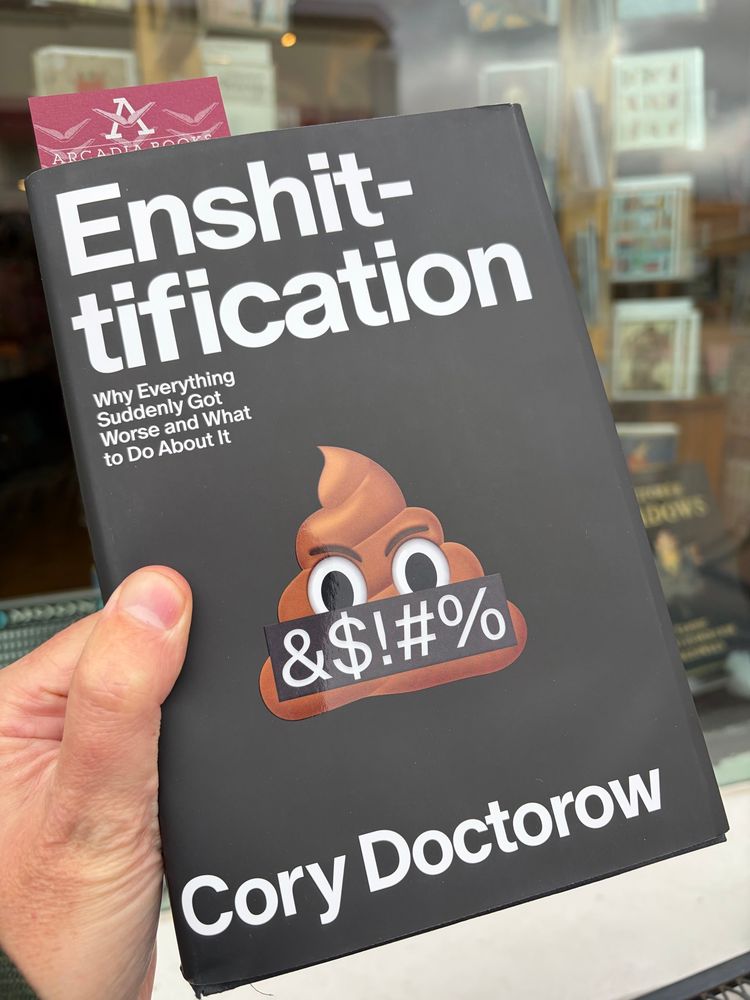 A
ARCADIA BOOKS
Enshit-
tification
Why Everything
Suddenly Got
Worse and What
to Do About It
&$!#%
Cory Doctorow